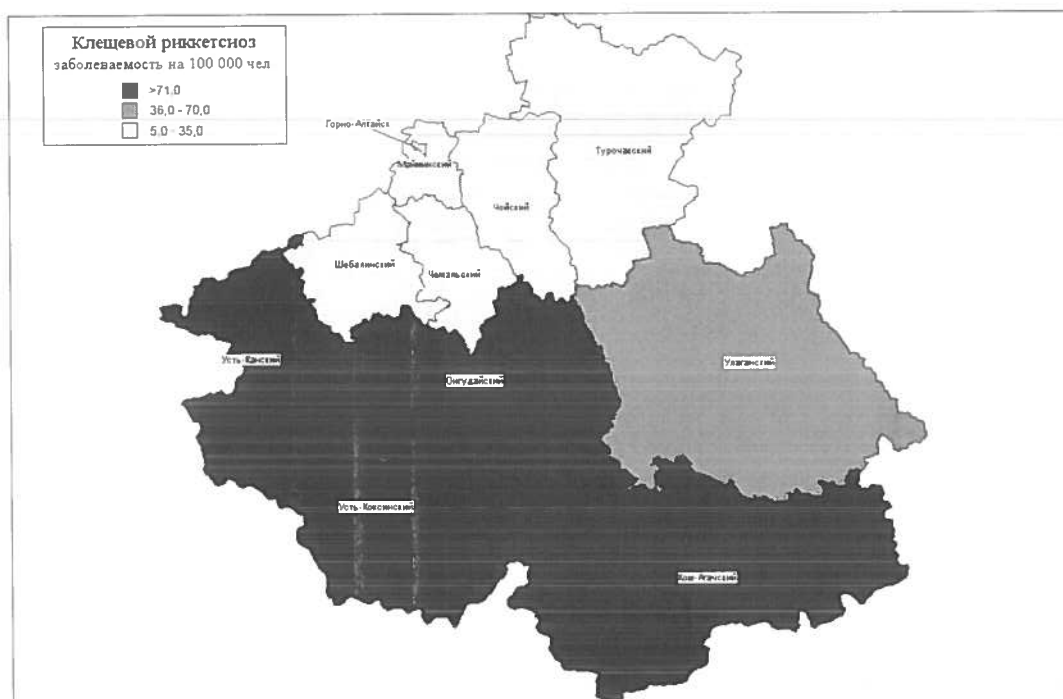 Клещевой риккетсиоз
заболеваемость на 100 000 чел
>71,0
36,0 - 70,0
5,0 - 35,0
Горно-Алтайск
Майминский
Турочакский
Чойский
Шебалинский
Чемальский
Усть-Канский
Онгудайский
Улаганский
Усть-Коксинский
Кош-Агачский